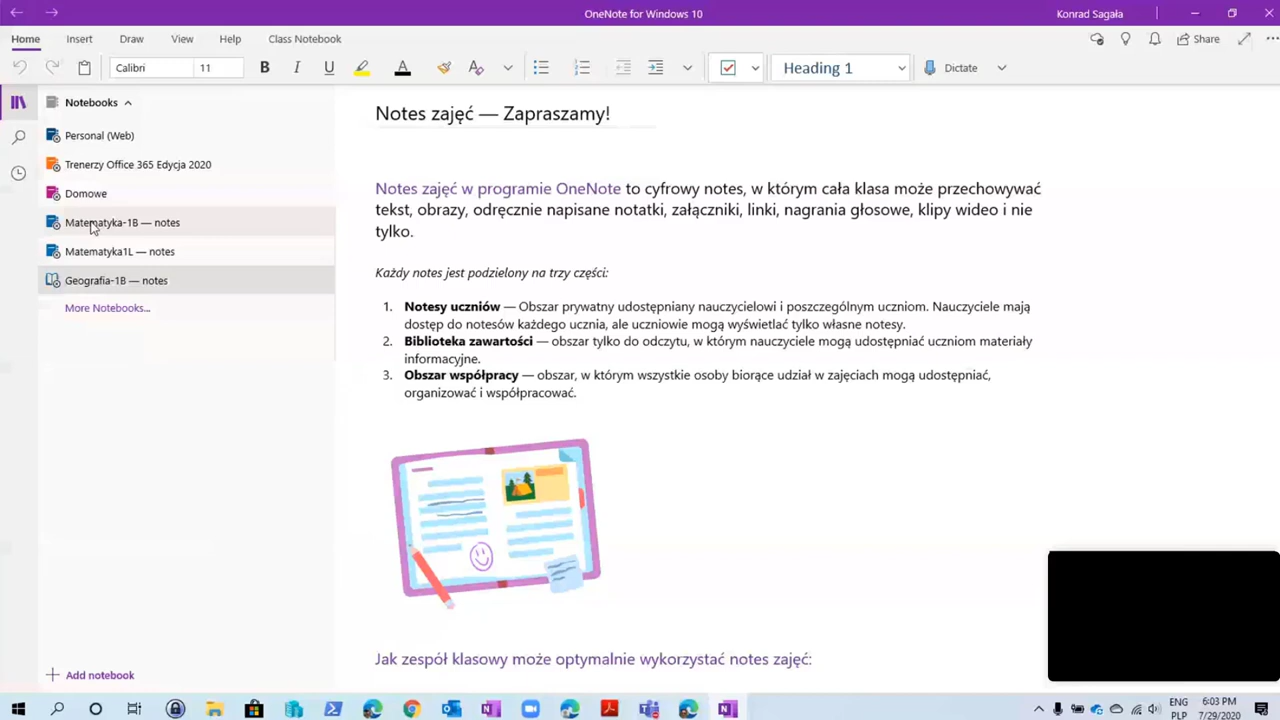 OneNote for Windows 10
Konrad Sagała
Home Insert Draw View Help Class Notebook
Share
Calibri 11 B I U A A Heading 1 Dictate
Notebooks
Personal (Web)
Trenerzy Office 365 Edycja 2020
Domowe
Matematyka-1B — notes
Matematyka1L — notes
Geografia-1B — notes
More Notebooks...
Add notebook
Notes zajęć — Zapraszamy!
Notes zajęć w programie OneNote to cyfrowy notes, w którym cała klasa może przechowywać
tekst, obrazy, odręcznie napisane notatki, załączniki, linki, nagrania głosowe, klipy wideo i nie
tylko.
Każdy notes jest podzielony na trzy części:
1. Notesy uczniów — Obszar prywatny udostępniany nauczycielowi i poszczególnym uczniom. Nauczyciele mają
dostęp do notesów każdego ucznia, ale uczniowie mogą wyświetlać tylko własne notesy.
2. Biblioteka zawartości — obszar tylko do odczytu, w którym nauczyciele mogą udostępniać uczniom materiały
informacyjne.
3. Obszar współpracy — obszar, w którym wszystkie osoby biorące udział w zajęciach mogą udostępniać,
organizować i współpracować.
Jak zespół klasowy może optymalnie wykorzystać notes zajęć:
ENG
PLP
6:03 PM
7/29/2020